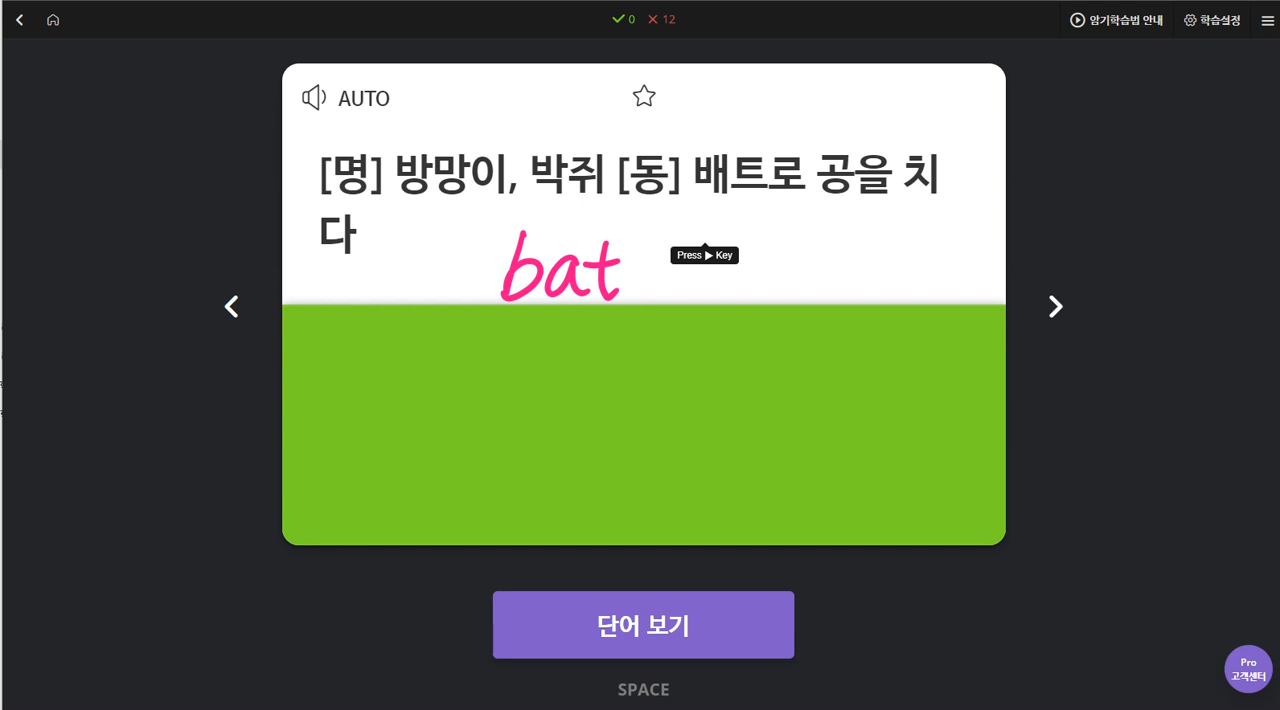 0 12 암기학습법 안내 학습설정
AUTO
[명] 방망이, 박쥐 [동] 배트로 공을 치
다
bat
Press ▶ Key
단어 보기
SPACE
Pro
고객센터